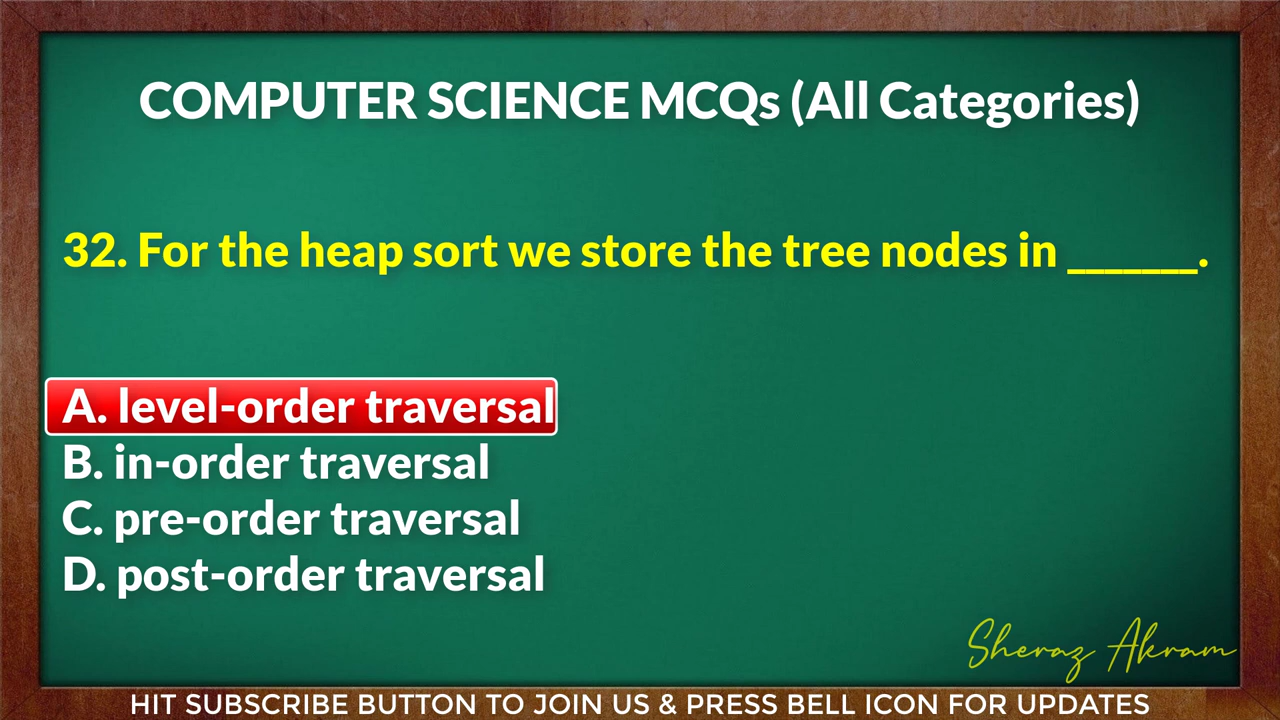 COMPUTER SCIENCE MCQs (All Categories)
32. For the heap sort we store the tree nodes in _______.
A. level-order traversal
B. in-order traversal
C. pre-order traversal
D. post-order traversal
Sheraz Akram
HIT SUBSCRIBE BUTTON TO JOIN US & PRESS BELL ICON FOR UPDATES